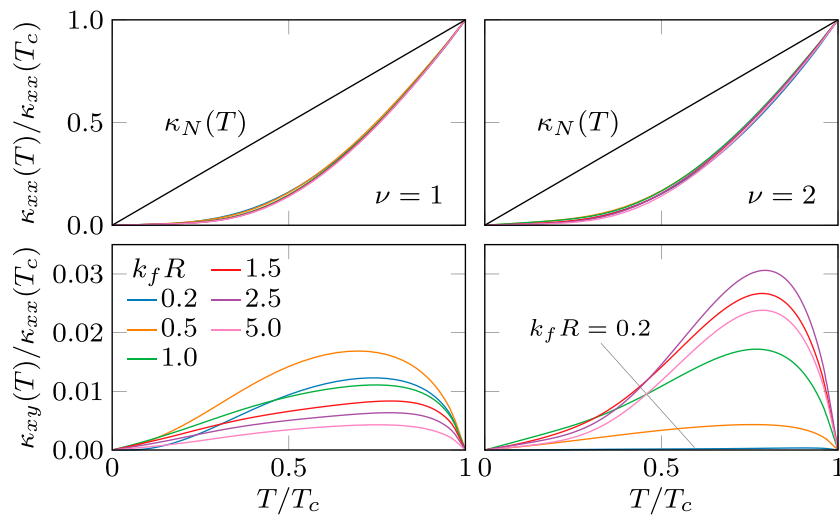 κ_xx(T)/κ_xx(T_c)
1.0
0.5
0.0
κ_N(T)
ν = 1
κ_N(T)
ν = 2
κ_xy(T)/κ_xx(T_c)
0.03
0.02
0.01
0.00
k_f R
0.2
0.5
1.0
1.5
2.5
5.0
k_f R = 0.2
0 0.5 1
0 0.5 1
T/T_c
T/T_c